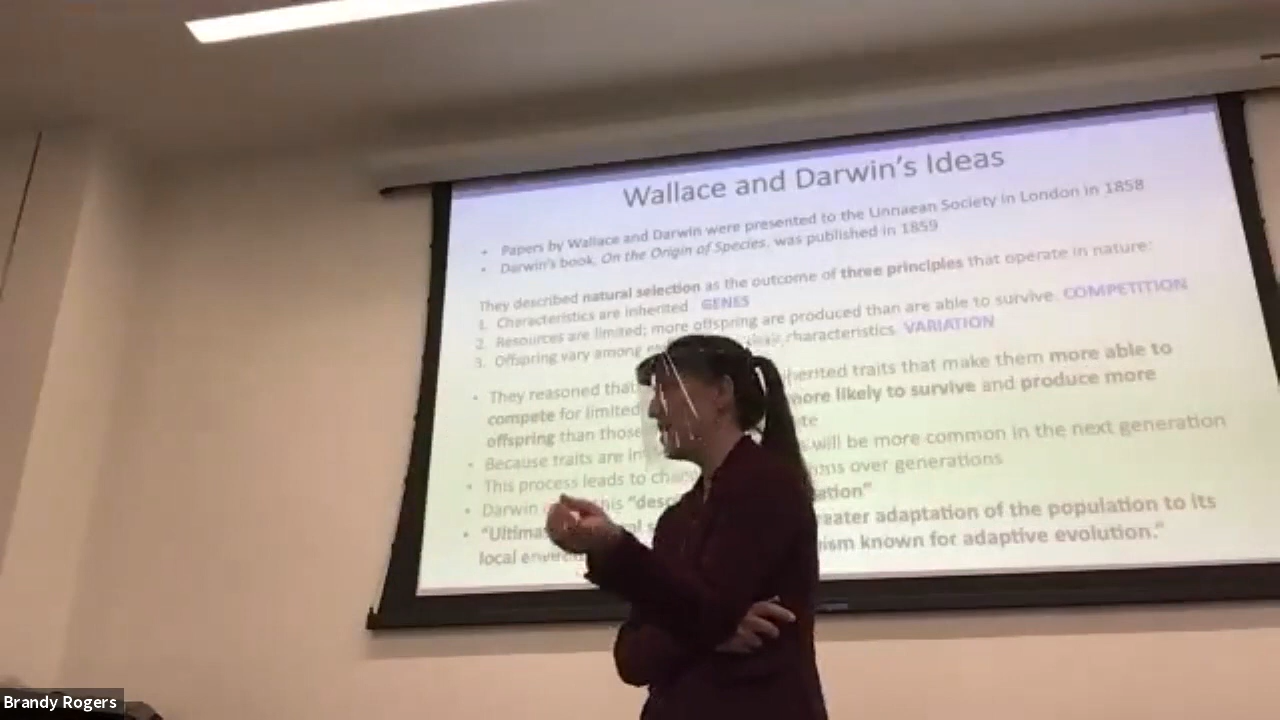 Wallace and Darwin's Ideas
• Papers by Wallace and Darwin were presented to the Linnaean Society in London in 1858
• Darwin's book, On the Origin of Species, was published in 1859
They described natural selection as the outcome of three principles that operate in nature:
1. Characteristics are inherited GENES
2. Resources are limited; more offspring are produced than are able to survive. COMPETITION
3. Offspring vary among their characteristics. VARIATION
• They reasoned that inherited traits that make them more able to
compete for limited more likely to survive and produce more
offspring than those
• Because traits are will be more common in the next generation
• This process leads to over generations
• Darwin this
• "Ultimately greater adaptation of the population to its
local known for adaptive evolution."
Brandy Rogers